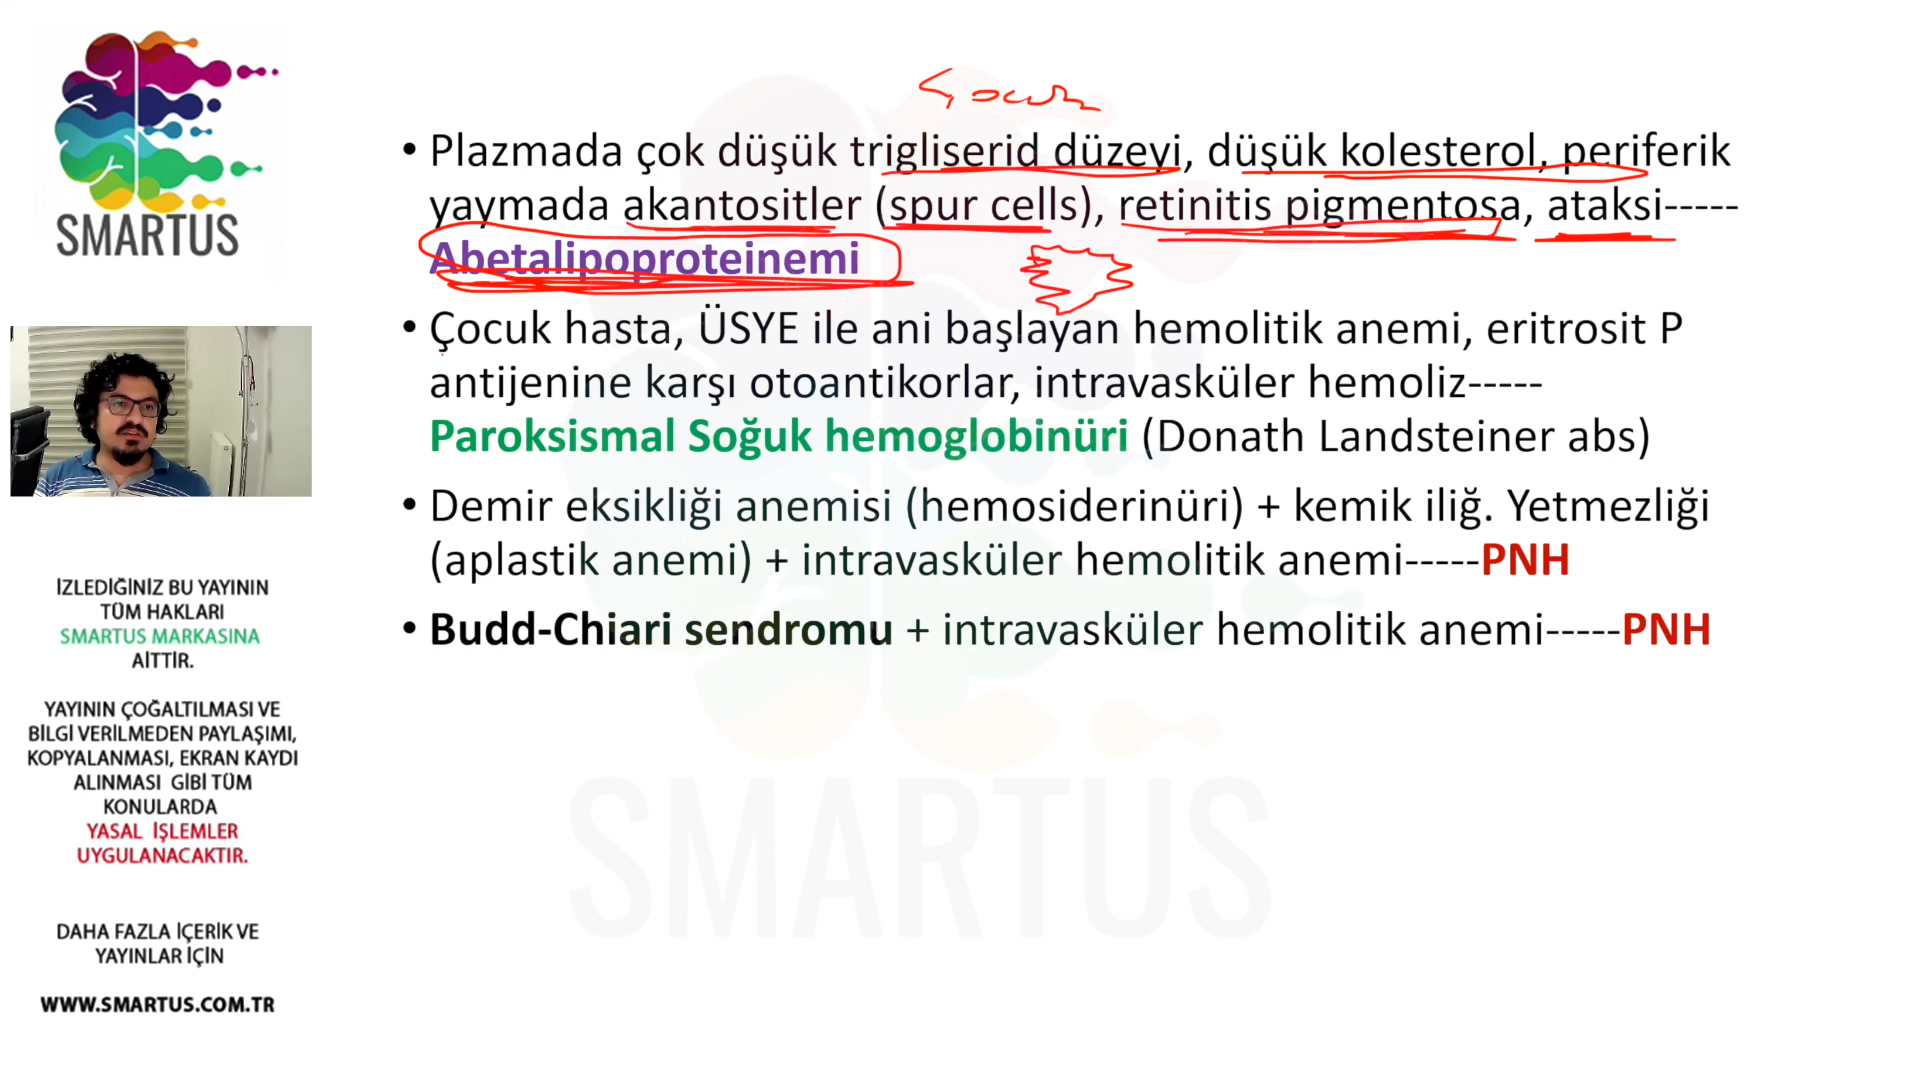 SMARTUS
İZLEDİĞİNİZ BU YAYININ
TÜM HAKLARI
SMARTUS MARKASINA
AİTTİR.
YAYININ ÇOĞALTILMASI VE
BİLGİ VERİLMEDEN PAYLAŞIMI,
KOPYALANMASI, EKRAN KAYDI
ALINMASI GİBİ TÜM
KONULARDA
YASAL İŞLEMLER
UYGULANACAKTIR.
DAHA FAZLA İÇERİK VE
YAYINLAR İÇİN
WWW.SMARTUS.COM.TR
Çocuk
• Plazmada çok düşük trigliserid düzeyi, düşük kolesterol, periferik
yaymada akantositler (spur cells), retinitis pigmentosa, ataksi-----
Abetalipoproteinemi
• Çocuk hasta, ÜSYE ile ani başlayan hemolitik anemi, eritrosit P
antijenine karşı otoantikorlar, intravasküler hemoliz-----
Paroksismal Soğuk hemoglobinüri (Donath Landsteiner abs)
• Demir eksikliği anemisi (hemosiderinüri) + kemik iliğ. Yetmezliği
(aplastik anemi) + intravasküler hemolitik anemi-----PNH
• Budd-Chiari sendromu + intravasküler hemolitik anemi-----PNH
SMARTUS